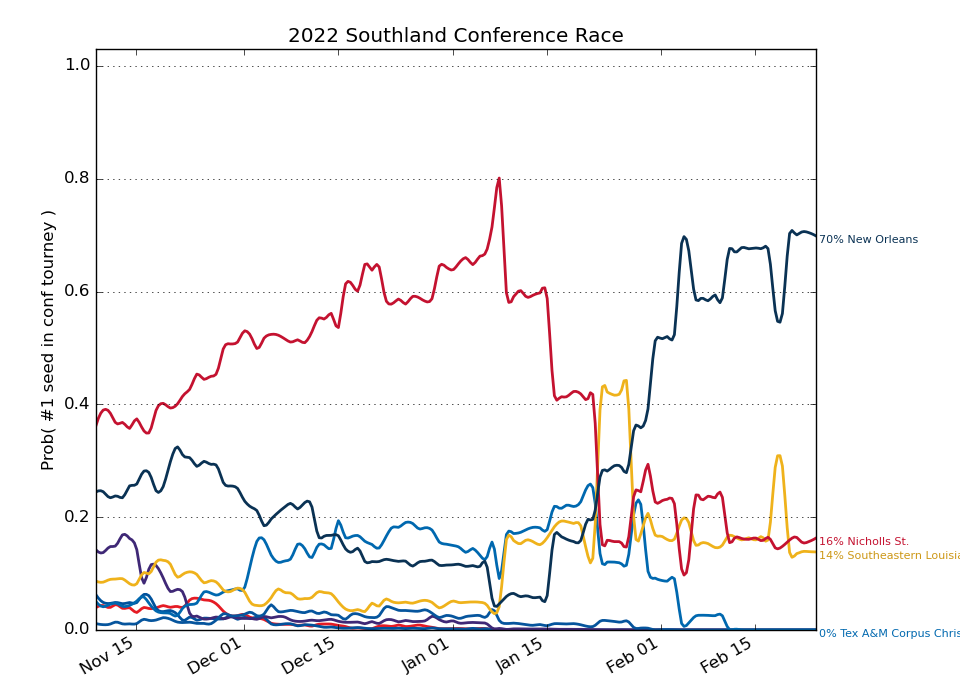 2022 Southland Conference Race
Prob( #1 seed in conf tourney )
1.0
0.8
0.6
0.4
0.2
0.0
Nov 15
Dec 01
Dec 15
Jan 01
Jan 15
Feb 01
Feb 15
70% New Orleans
16% Nicholls St.
14% Southeastern Louisia
0% Tex A&M Corpus Chris